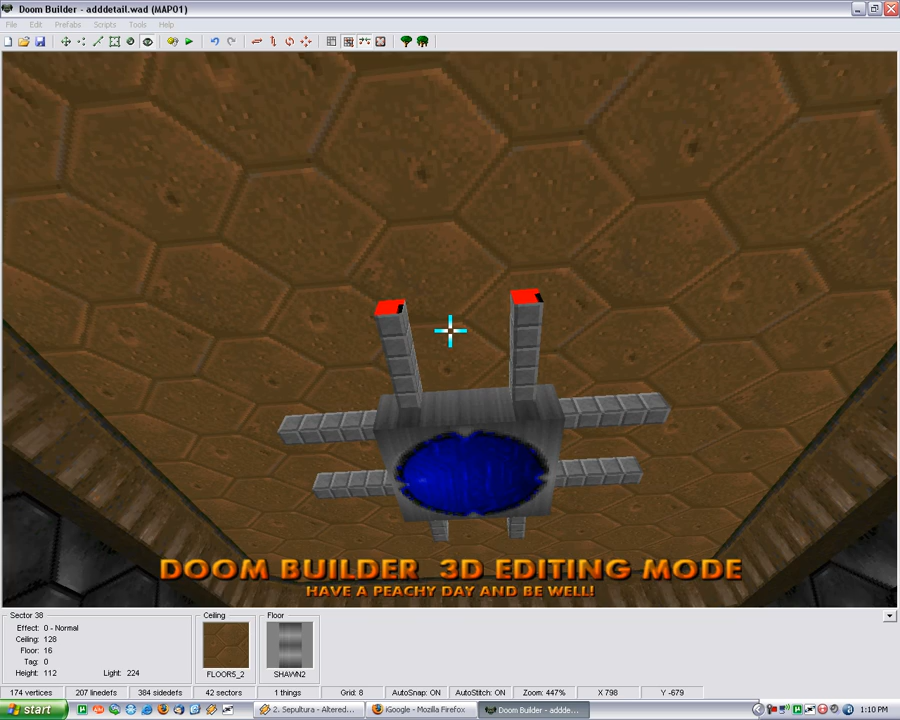 Doom Builder - adddetail.wad (MAP01)
File Edit Prefabs Scripts Tools Help
DOOM BUILDER 3D EDITING MODE
HAVE A PEACHY DAY AND BE WELL!
Sector 38
Effect: 0 - Normal
Ceiling: 128
Floor: 16
Tag: 0
Height: 112 Light: 224
Ceiling
FLOOR5_2
Floor
SHAWN2
174 vertices 207 linedefs 384 sidedefs 42 sectors 1 things Grid: 8 AutoSnap: ON AutoStitch: ON Zoom: 447% X 798 Y -679
start 2. Sepultura - Altered... iGoogle - Mozilla Firefox Doom Builder - addde... 1:10 PM